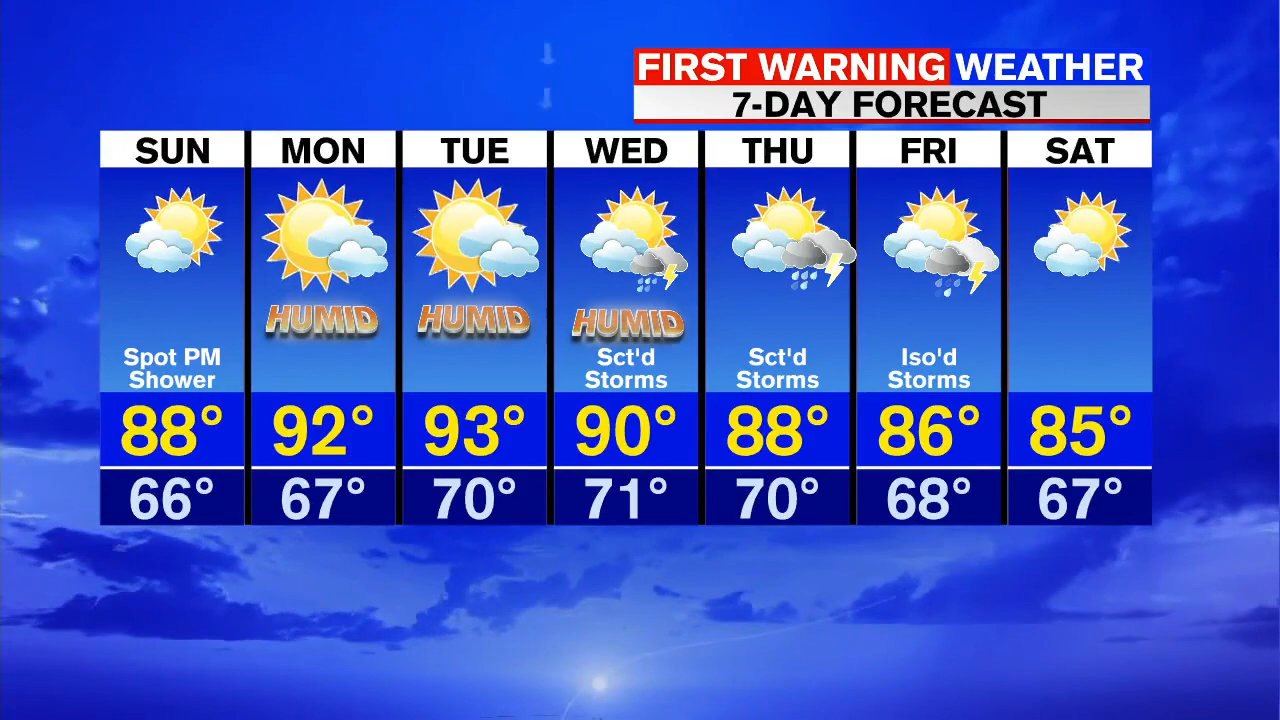 FIRST WARNING WEATHER
7-DAY FORECAST
SUN MON TUE WED THU FRI SAT
HUMID HUMID HUMID
Spot PM Sct'd Sct'd Iso'd
Shower Storms Storms Storms
88° 92° 93° 90° 88° 86° 85°
66° 67° 70° 71° 70° 68° 67°